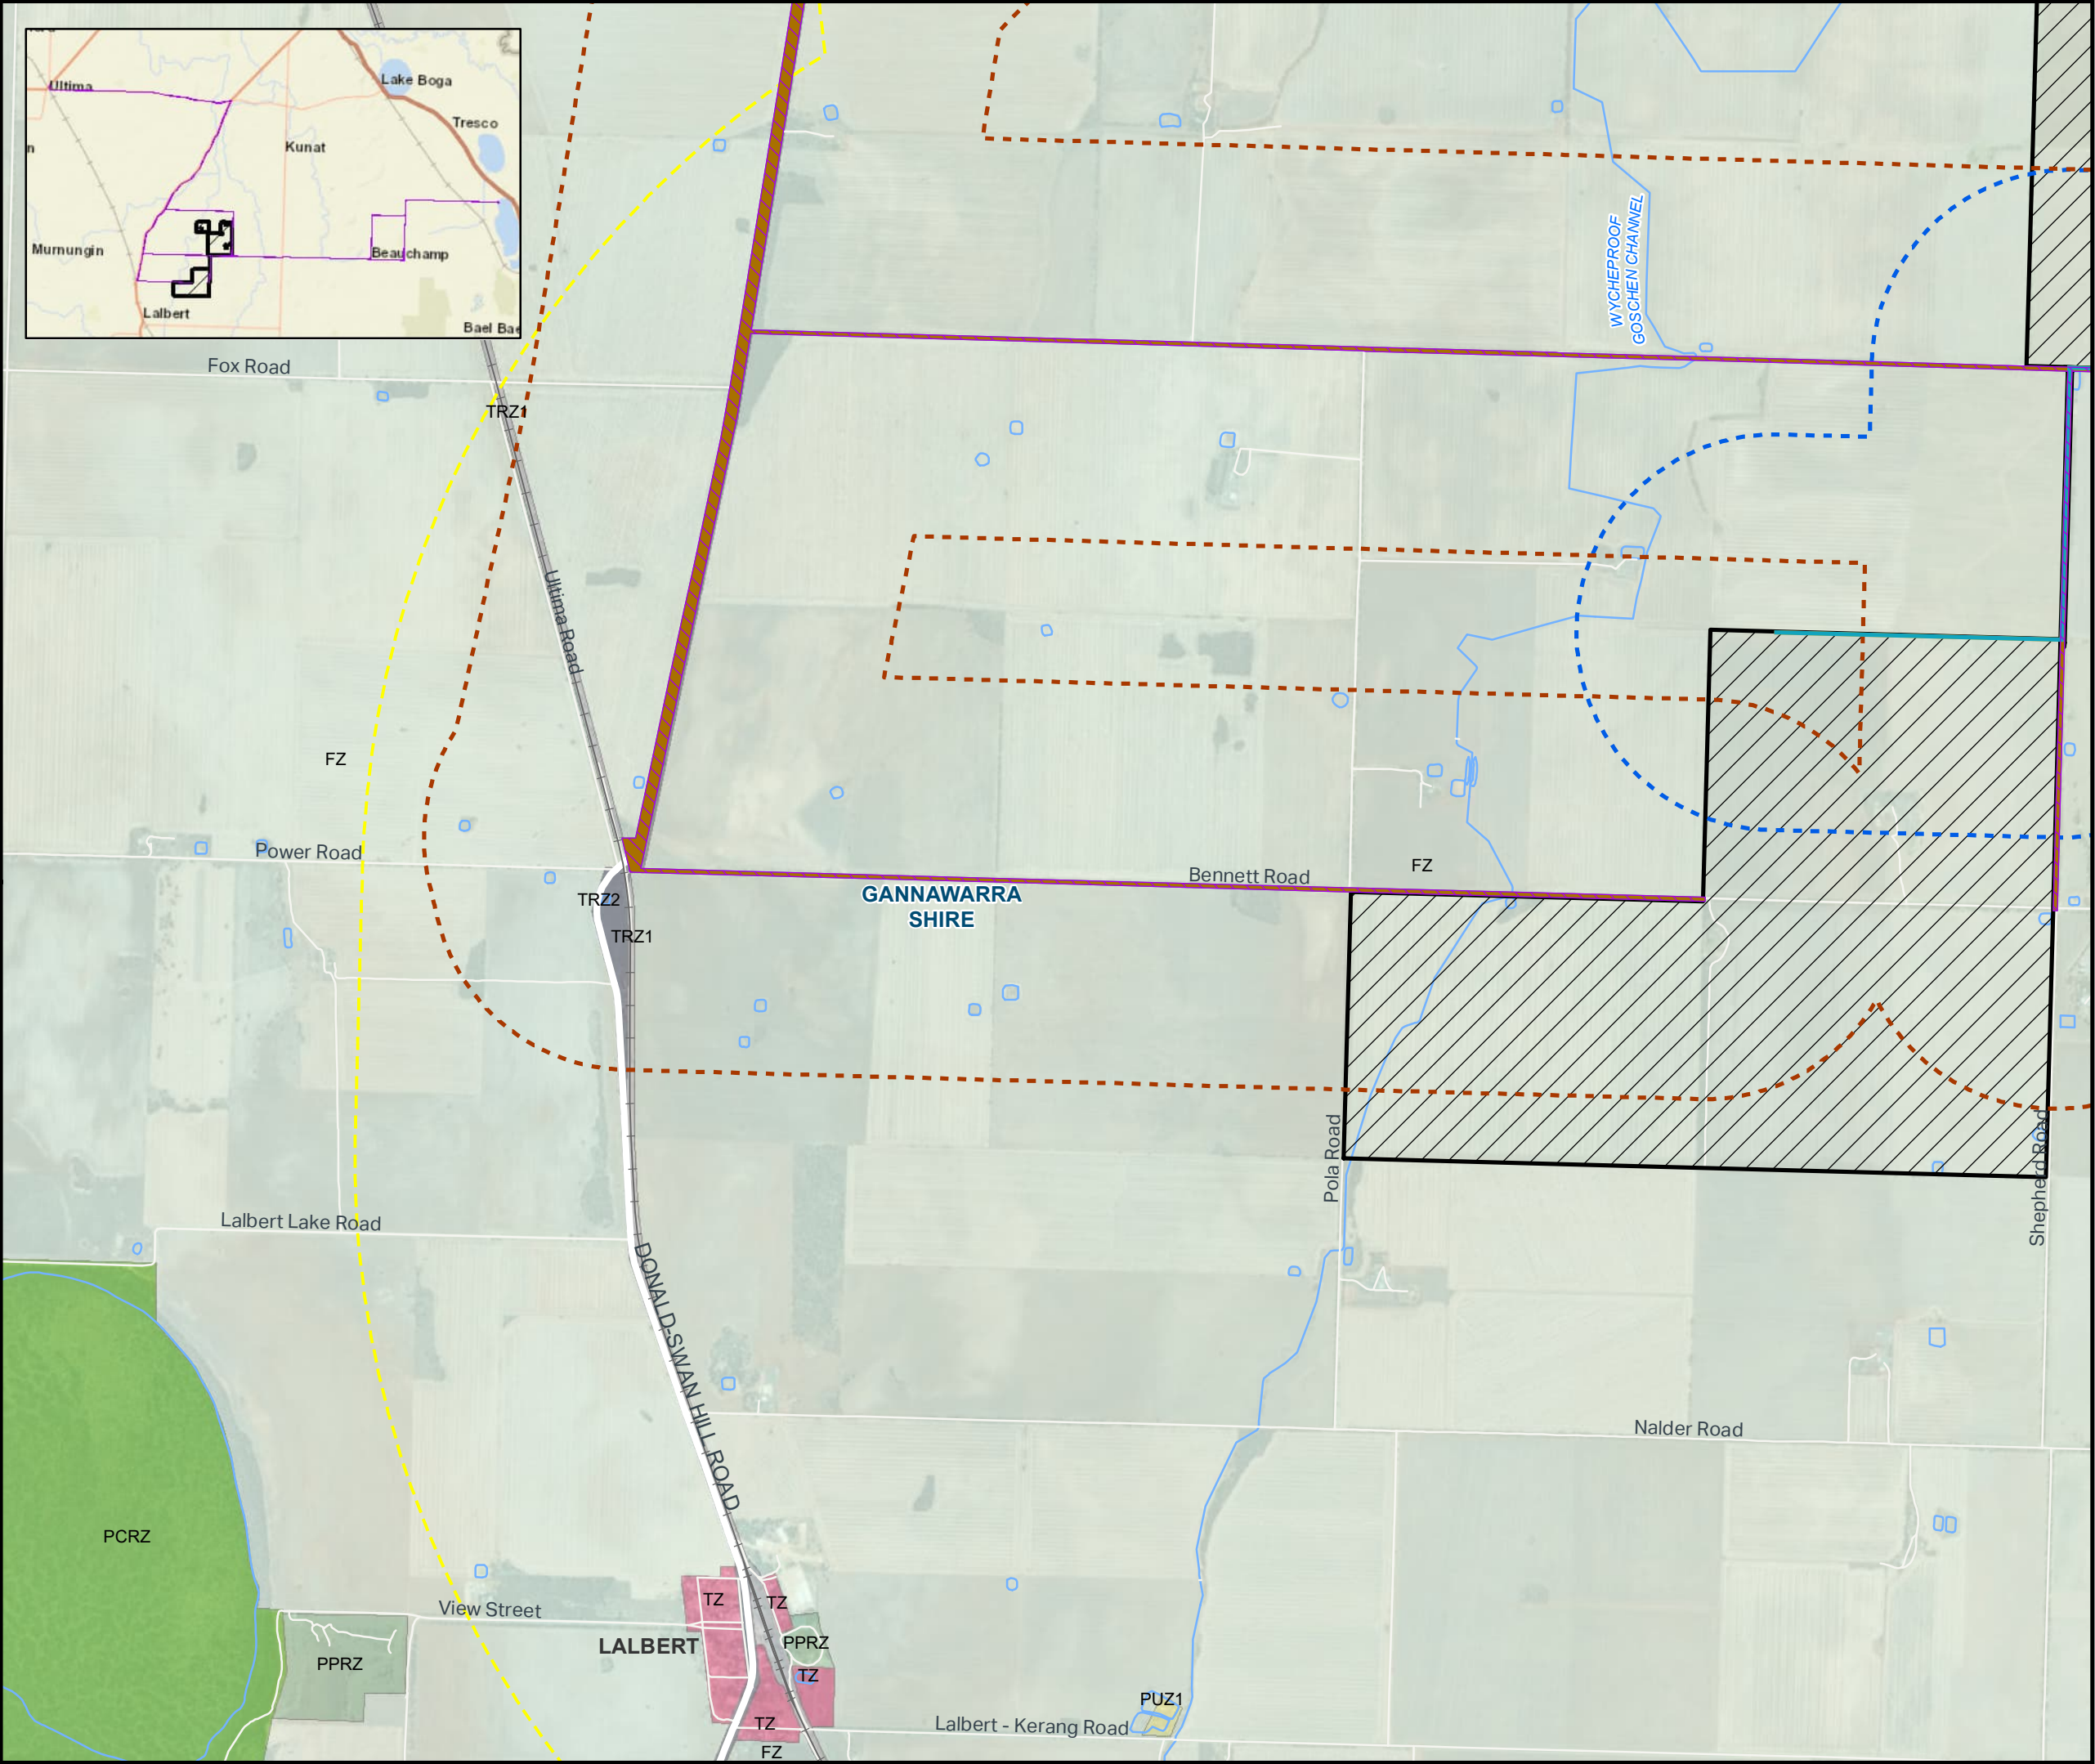 Ultima
Lake Boga
Tresco
Kunat
n
Murnungin
Beauchamp
Lalbert
Bael Bae
WYCHEPROOF
GOSCHEN CHANNEL
Fox Road
TRZ1
Ultima Road
FZ
Power Road
Bennett Road
FZ
TRZ2
GANNAWARRA
SHIRE
TRZ1
Pola Road
Shepherd Road
Lalbert Lake Road
DONALD-SWAN HILL ROAD
Nalder Road
PCRZ
View Street
TZ
TZ
LALBERT
PPRZ
PPRZ
TZ
PUZ1
TZ
Lalbert - Kerang Road
FZ